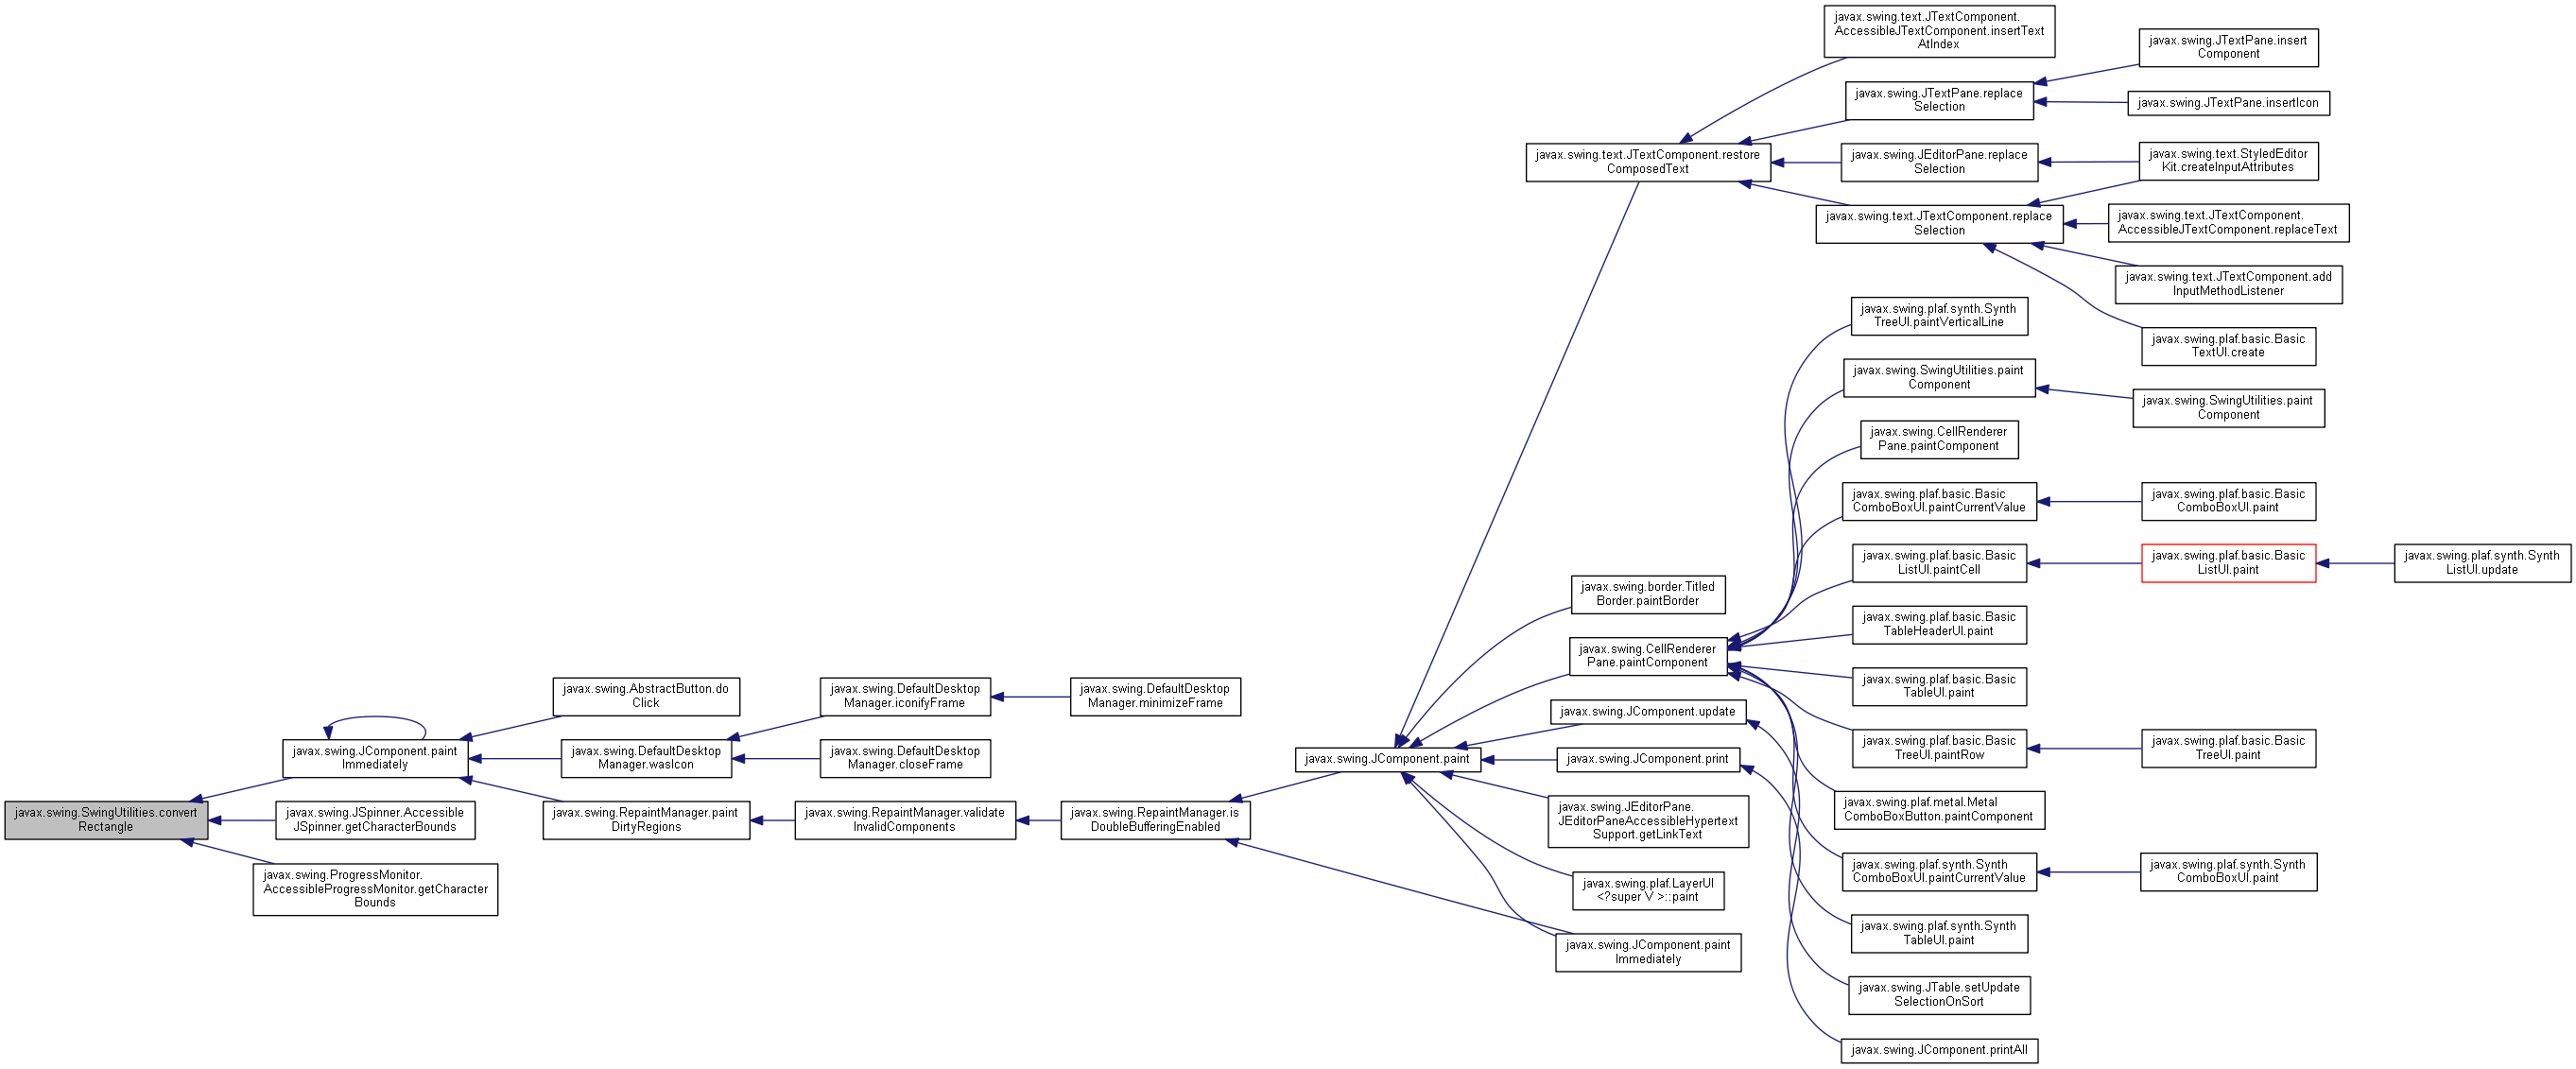 javax.swing.SwingUtilities.convert
Rectangle
javax.swing.JComponent.paint
Immediately
javax.swing.JSpinner.Accessible
JSpinner.getCharacterBounds
javax.swing.ProgressMonitor.
AccessibleProgressMonitor.getCharacter
Bounds
javax.swing.AbstractButton.do
Click
javax.swing.DefaultDesktop
Manager.wasIcon
javax.swing.RepaintManager.paint
DirtyRegions
javax.swing.DefaultDesktop
Manager.iconifyFrame
javax.swing.DefaultDesktop
Manager.closeFrame
javax.swing.RepaintManager.validate
InvalidComponents
javax.swing.DefaultDesktop
Manager.minimizeFrame
javax.swing.RepaintManager.is
DoubleBufferingEnabled
javax.swing.JComponent.paint
javax.swing.text.JTextComponent.restore
ComposedText
javax.swing.border.Titled
Border.paintBorder
javax.swing.CellRenderer
Pane.paintComponent
javax.swing.JComponent.update
javax.swing.JComponent.print
javax.swing.JEditorPane.
JEditorPaneAccessibleHypertext
Support.getLinkText
javax.swing.plaf.LayerUI
<?super V >::paint
javax.swing.JComponent.paint
Immediately
javax.swing.text.JTextComponent.
AccessibleJTextComponent.insertText
AtIndex
javax.swing.JTextPane.replace
Selection
javax.swing.JEditorPane.replace
Selection
javax.swing.text.JTextComponent.replace
Selection
javax.swing.plaf.synth.Synth
TreeUI.paintVerticalLine
javax.swing.SwingUtilities.paint
Component
javax.swing.CellRenderer
Pane.paintComponent
javax.swing.plaf.basic.Basic
ComboBoxUI.paintCurrentValue
javax.swing.plaf.basic.Basic
ListUI.paintCell
javax.swing.plaf.basic.Basic
TableHeaderUI.paint
javax.swing.plaf.basic.Basic
TableUI.paint
javax.swing.plaf.basic.Basic
TreeUI.paintRow
javax.swing.plaf.metal.Metal
ComboBoxButton.paintComponent
javax.swing.plaf.synth.Synth
ComboBoxUI.paintCurrentValue
javax.swing.plaf.synth.Synth
TableUI.paint
javax.swing.JTable.setUpdate
SelectionOnSort
javax.swing.JComponent.printAll
javax.swing.JTextPane.insert
Component
javax.swing.JTextPane.insertIcon
javax.swing.text.StyledEditor
Kit.createInputAttributes
javax.swing.text.JTextComponent.
AccessibleJTextComponent.replaceText
javax.swing.text.JTextComponent.add
InputMethodListener
javax.swing.plaf.basic.Basic
TextUI.create
javax.swing.SwingUtilities.paint
Component
javax.swing.plaf.basic.Basic
ComboBoxUI.paint
javax.swing.plaf.basic.Basic
ListUI.paint
javax.swing.plaf.basic.Basic
TreeUI.paint
javax.swing.plaf.synth.Synth
ComboBoxUI.paint
javax.swing.plaf.synth.Synth
ListUI.update